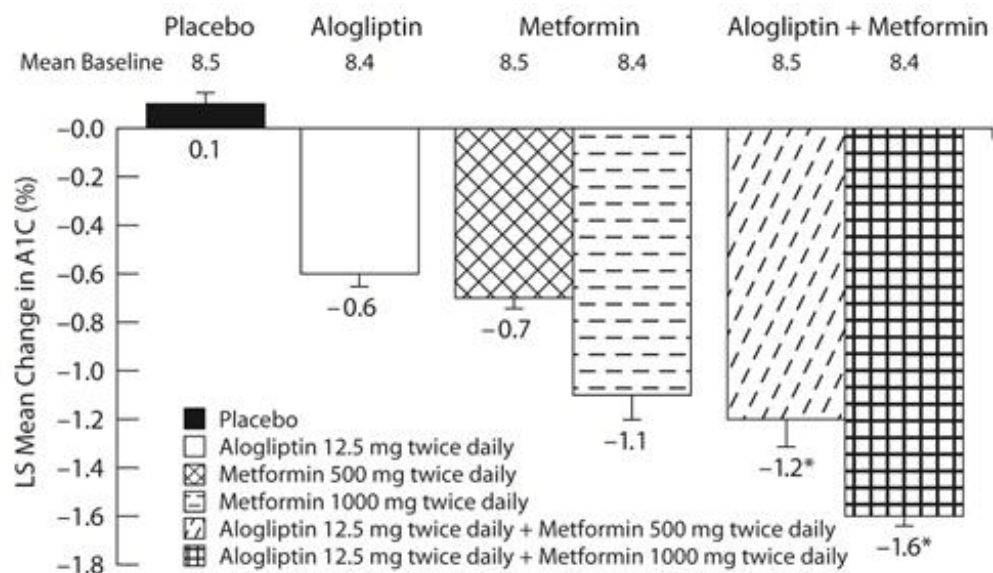 Placebo Alogliptin Metformin Alogliptin + Metformin
Mean Baseline 8.5 8.4 8.5 8.4 8.5 8.4
LS Mean Change in A1C (%)
−0.0
−0.2
−0.4
−0.6
−0.8
−1.0
−1.2
−1.4
−1.6
−1.8
0.1
−0.6
−0.7
−1.1
−1.2*
−1.6*
Placebo
Alogliptin 12.5 mg twice daily
Metformin 500 mg twice daily
Metformin 1000 mg twice daily
Alogliptin 12.5 mg twice daily + Metformin 500 mg twice daily
Alogliptin 12.5 mg twice daily + Metformin 1000 mg twice daily